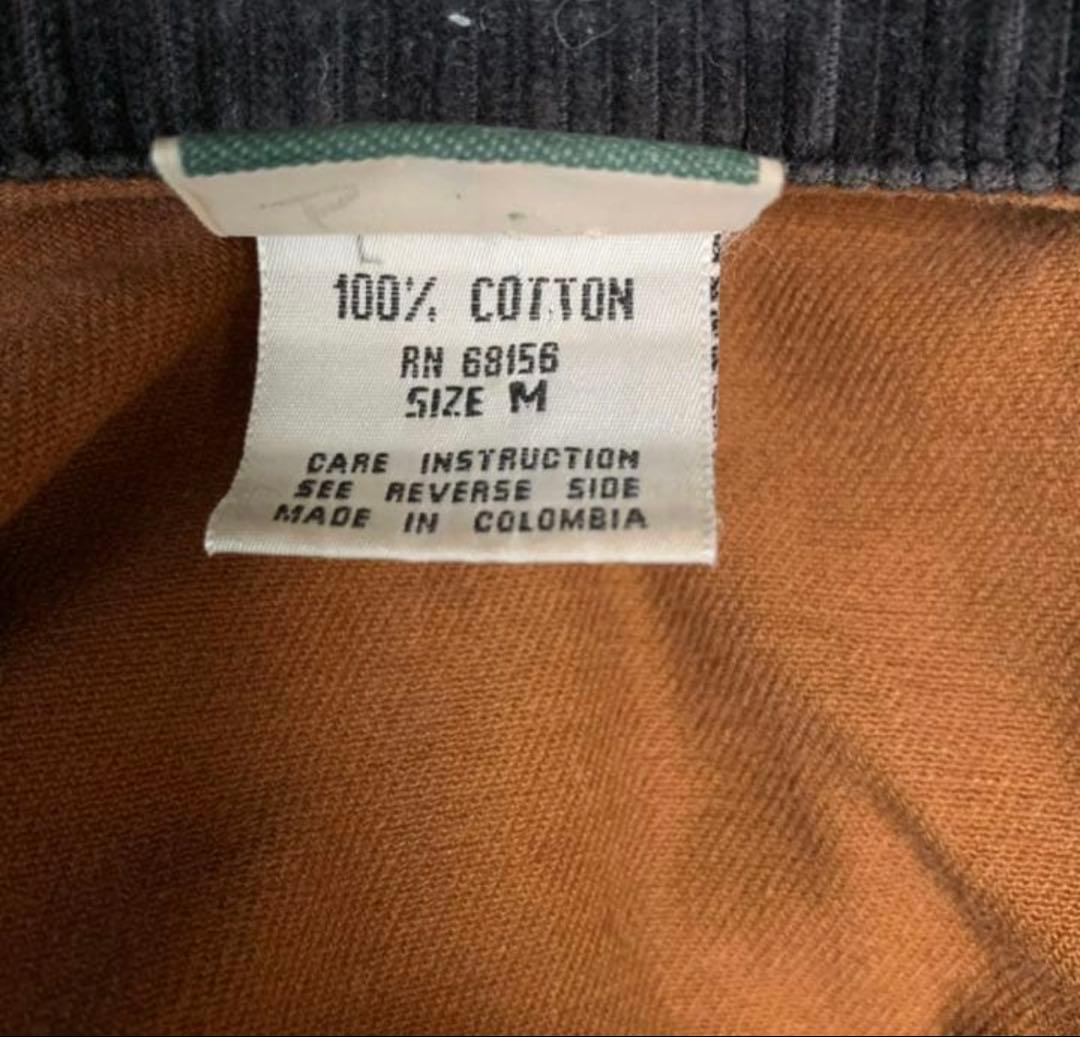 100% COTTON
RN 68156
SIZE M
CARE INSTRUCTION
SEE REVERSE SIDE
MADE IN COLOMBIA